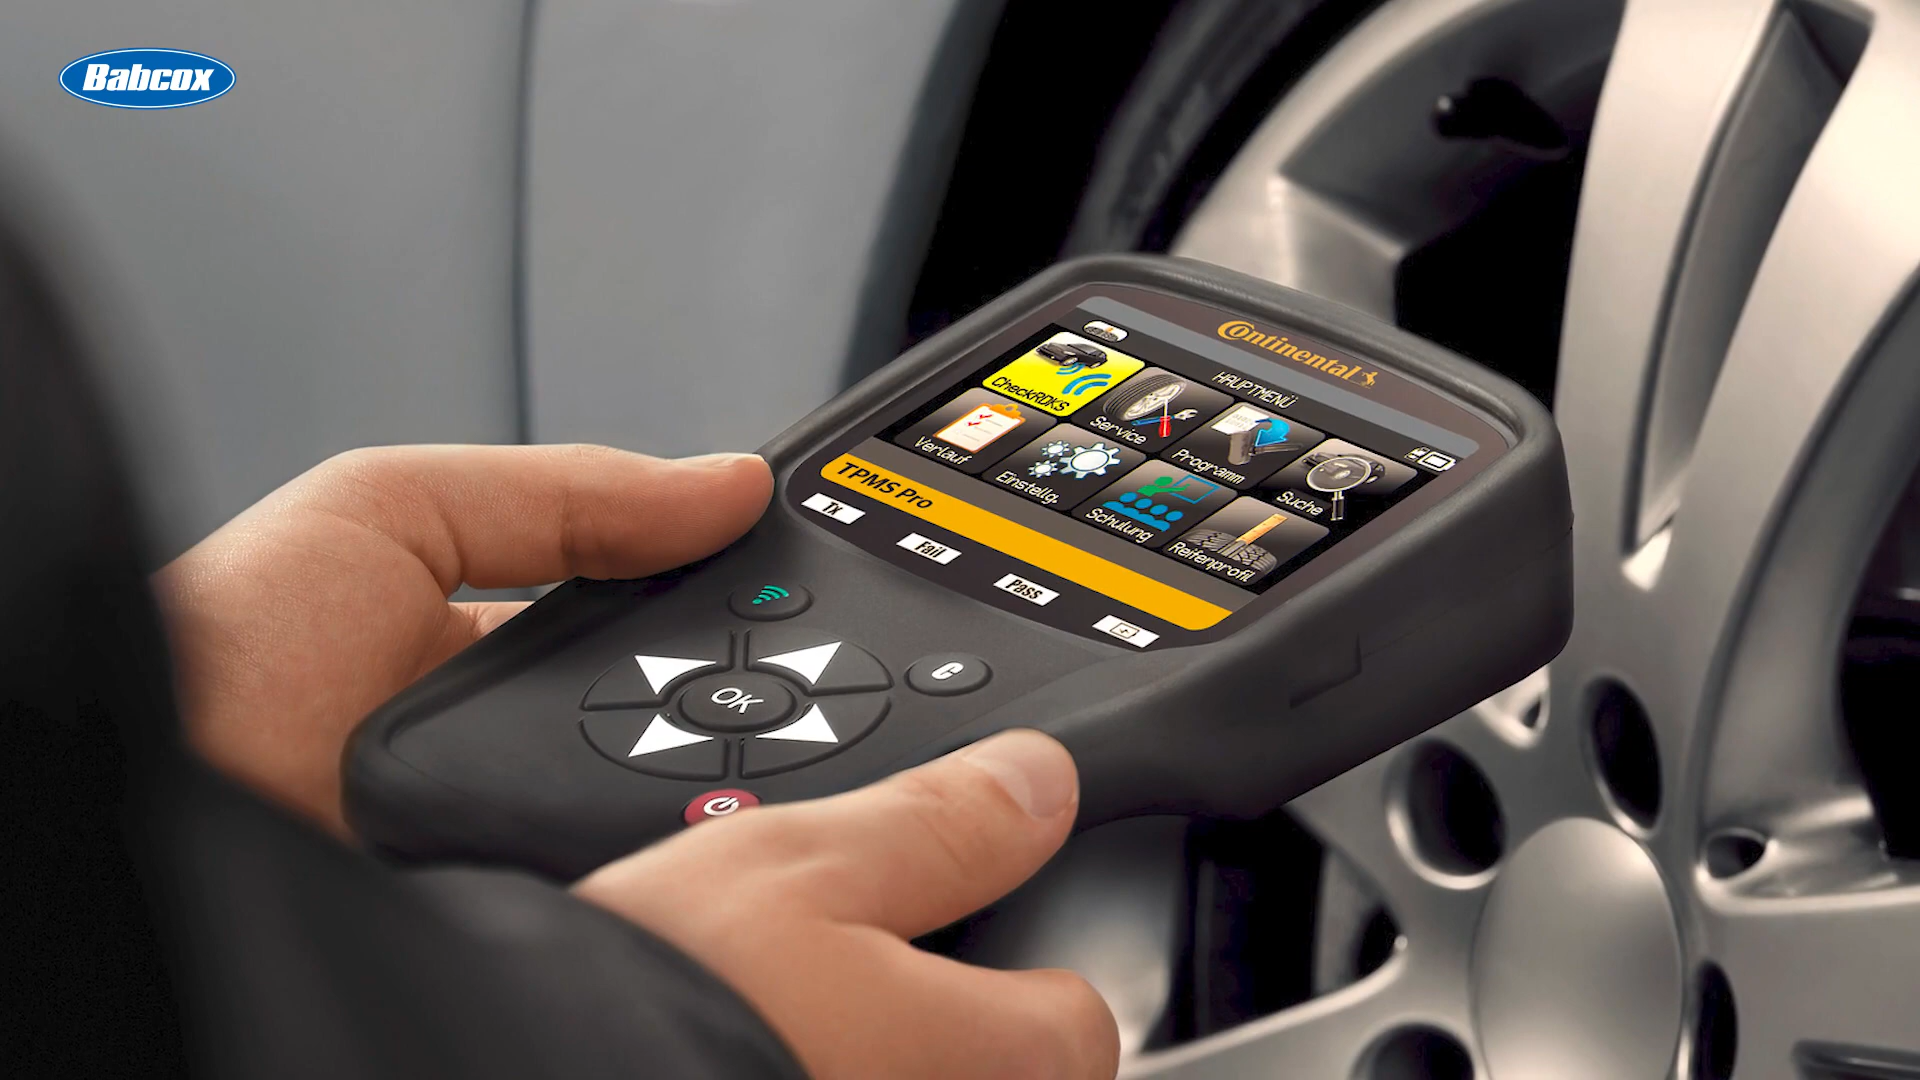 Babcox
Continental
HAUPTMENÜ
CheckRDKS
Service
Programm
Suche
Verlauf
Einstellg.
Schulung
Reifenprofil
TPMS Pro
Tx
Fail
Pass
OK
C